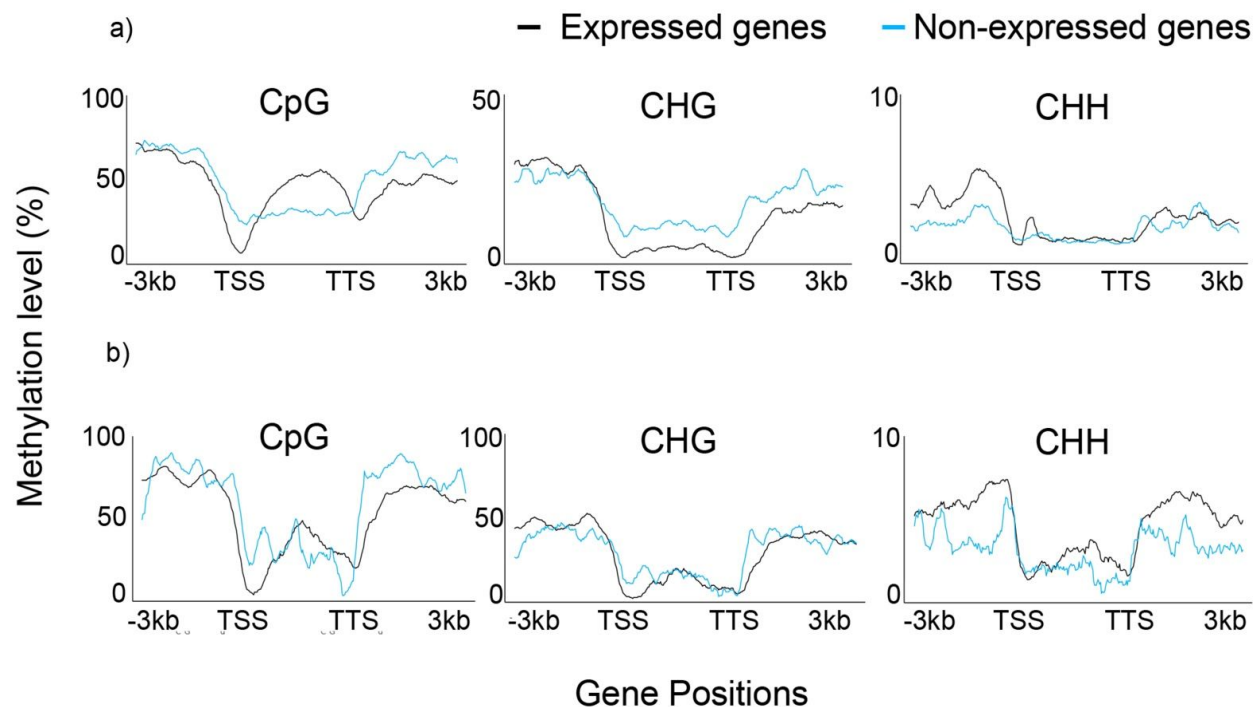 a)
Expressed genes
Non-expressed genes
Methylation level (%)
100
CpG
50
0
-3kb TSS TTS 3kb
50
CHG
0
-3kb TSS TTS 3kb
10
CHH
0
-3kb TSS TTS 3kb
b)
100
CpG
50
0
-3kb TSS TTS 3kb
100
CHG
50
0
-3kb TSS TTS 3kb
10
CHH
0
-3kb TSS TTS 3kb
Gene Positions